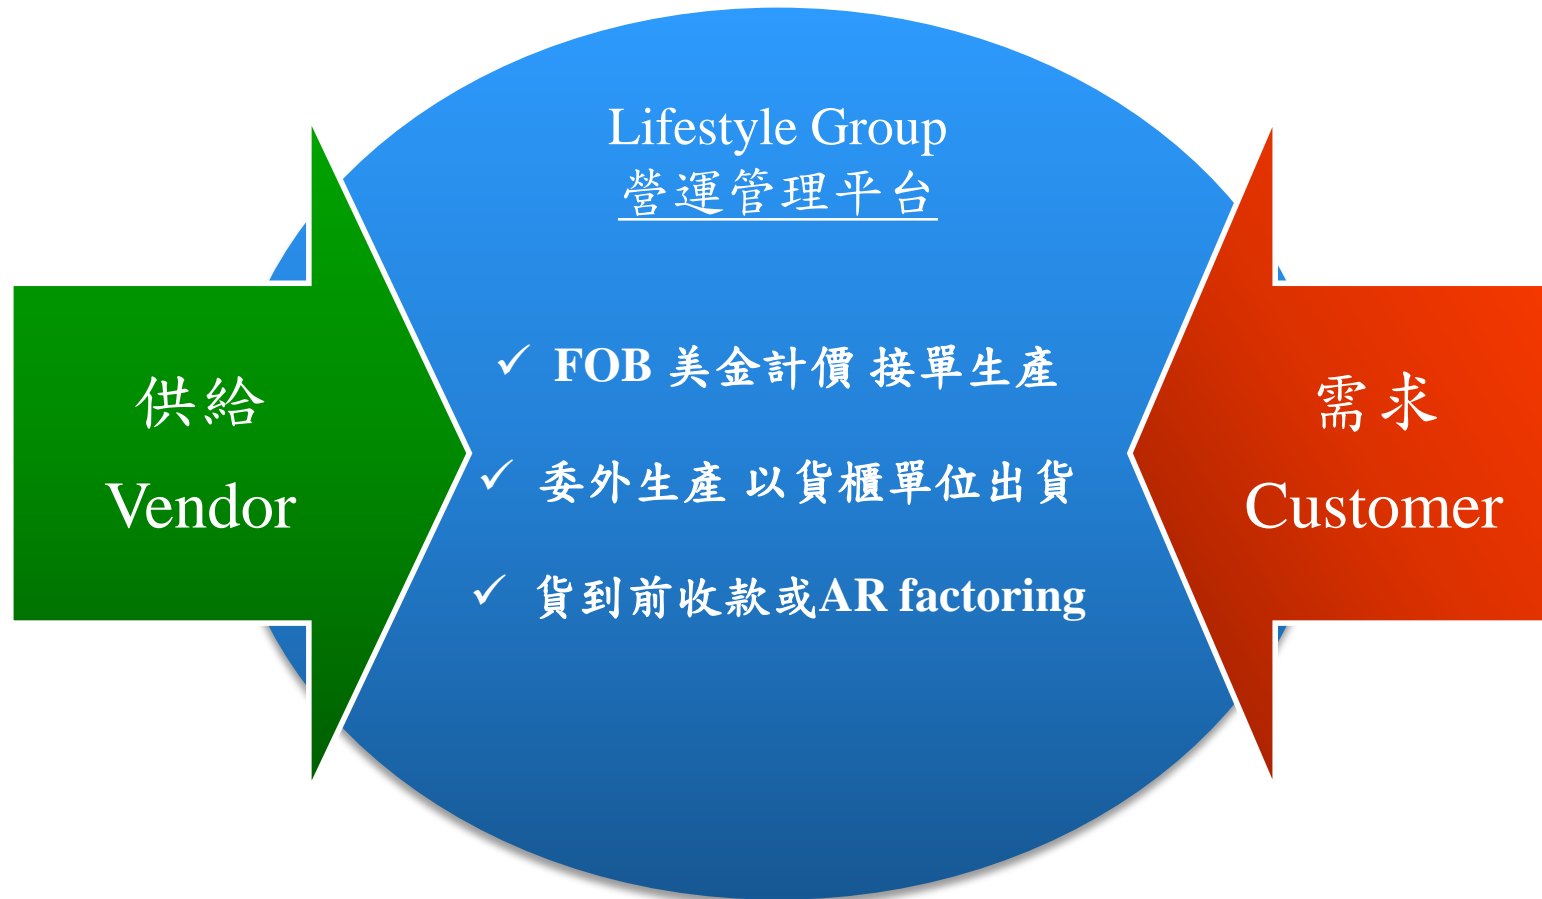 Lifestyle Group
營運管理平台
供給
Vendor
✓ FOB 美金計價 接單生產
✓ 委外生產 以貨櫃單位出貨
✓ 貨到前收款或AR factoring
需求
Customer